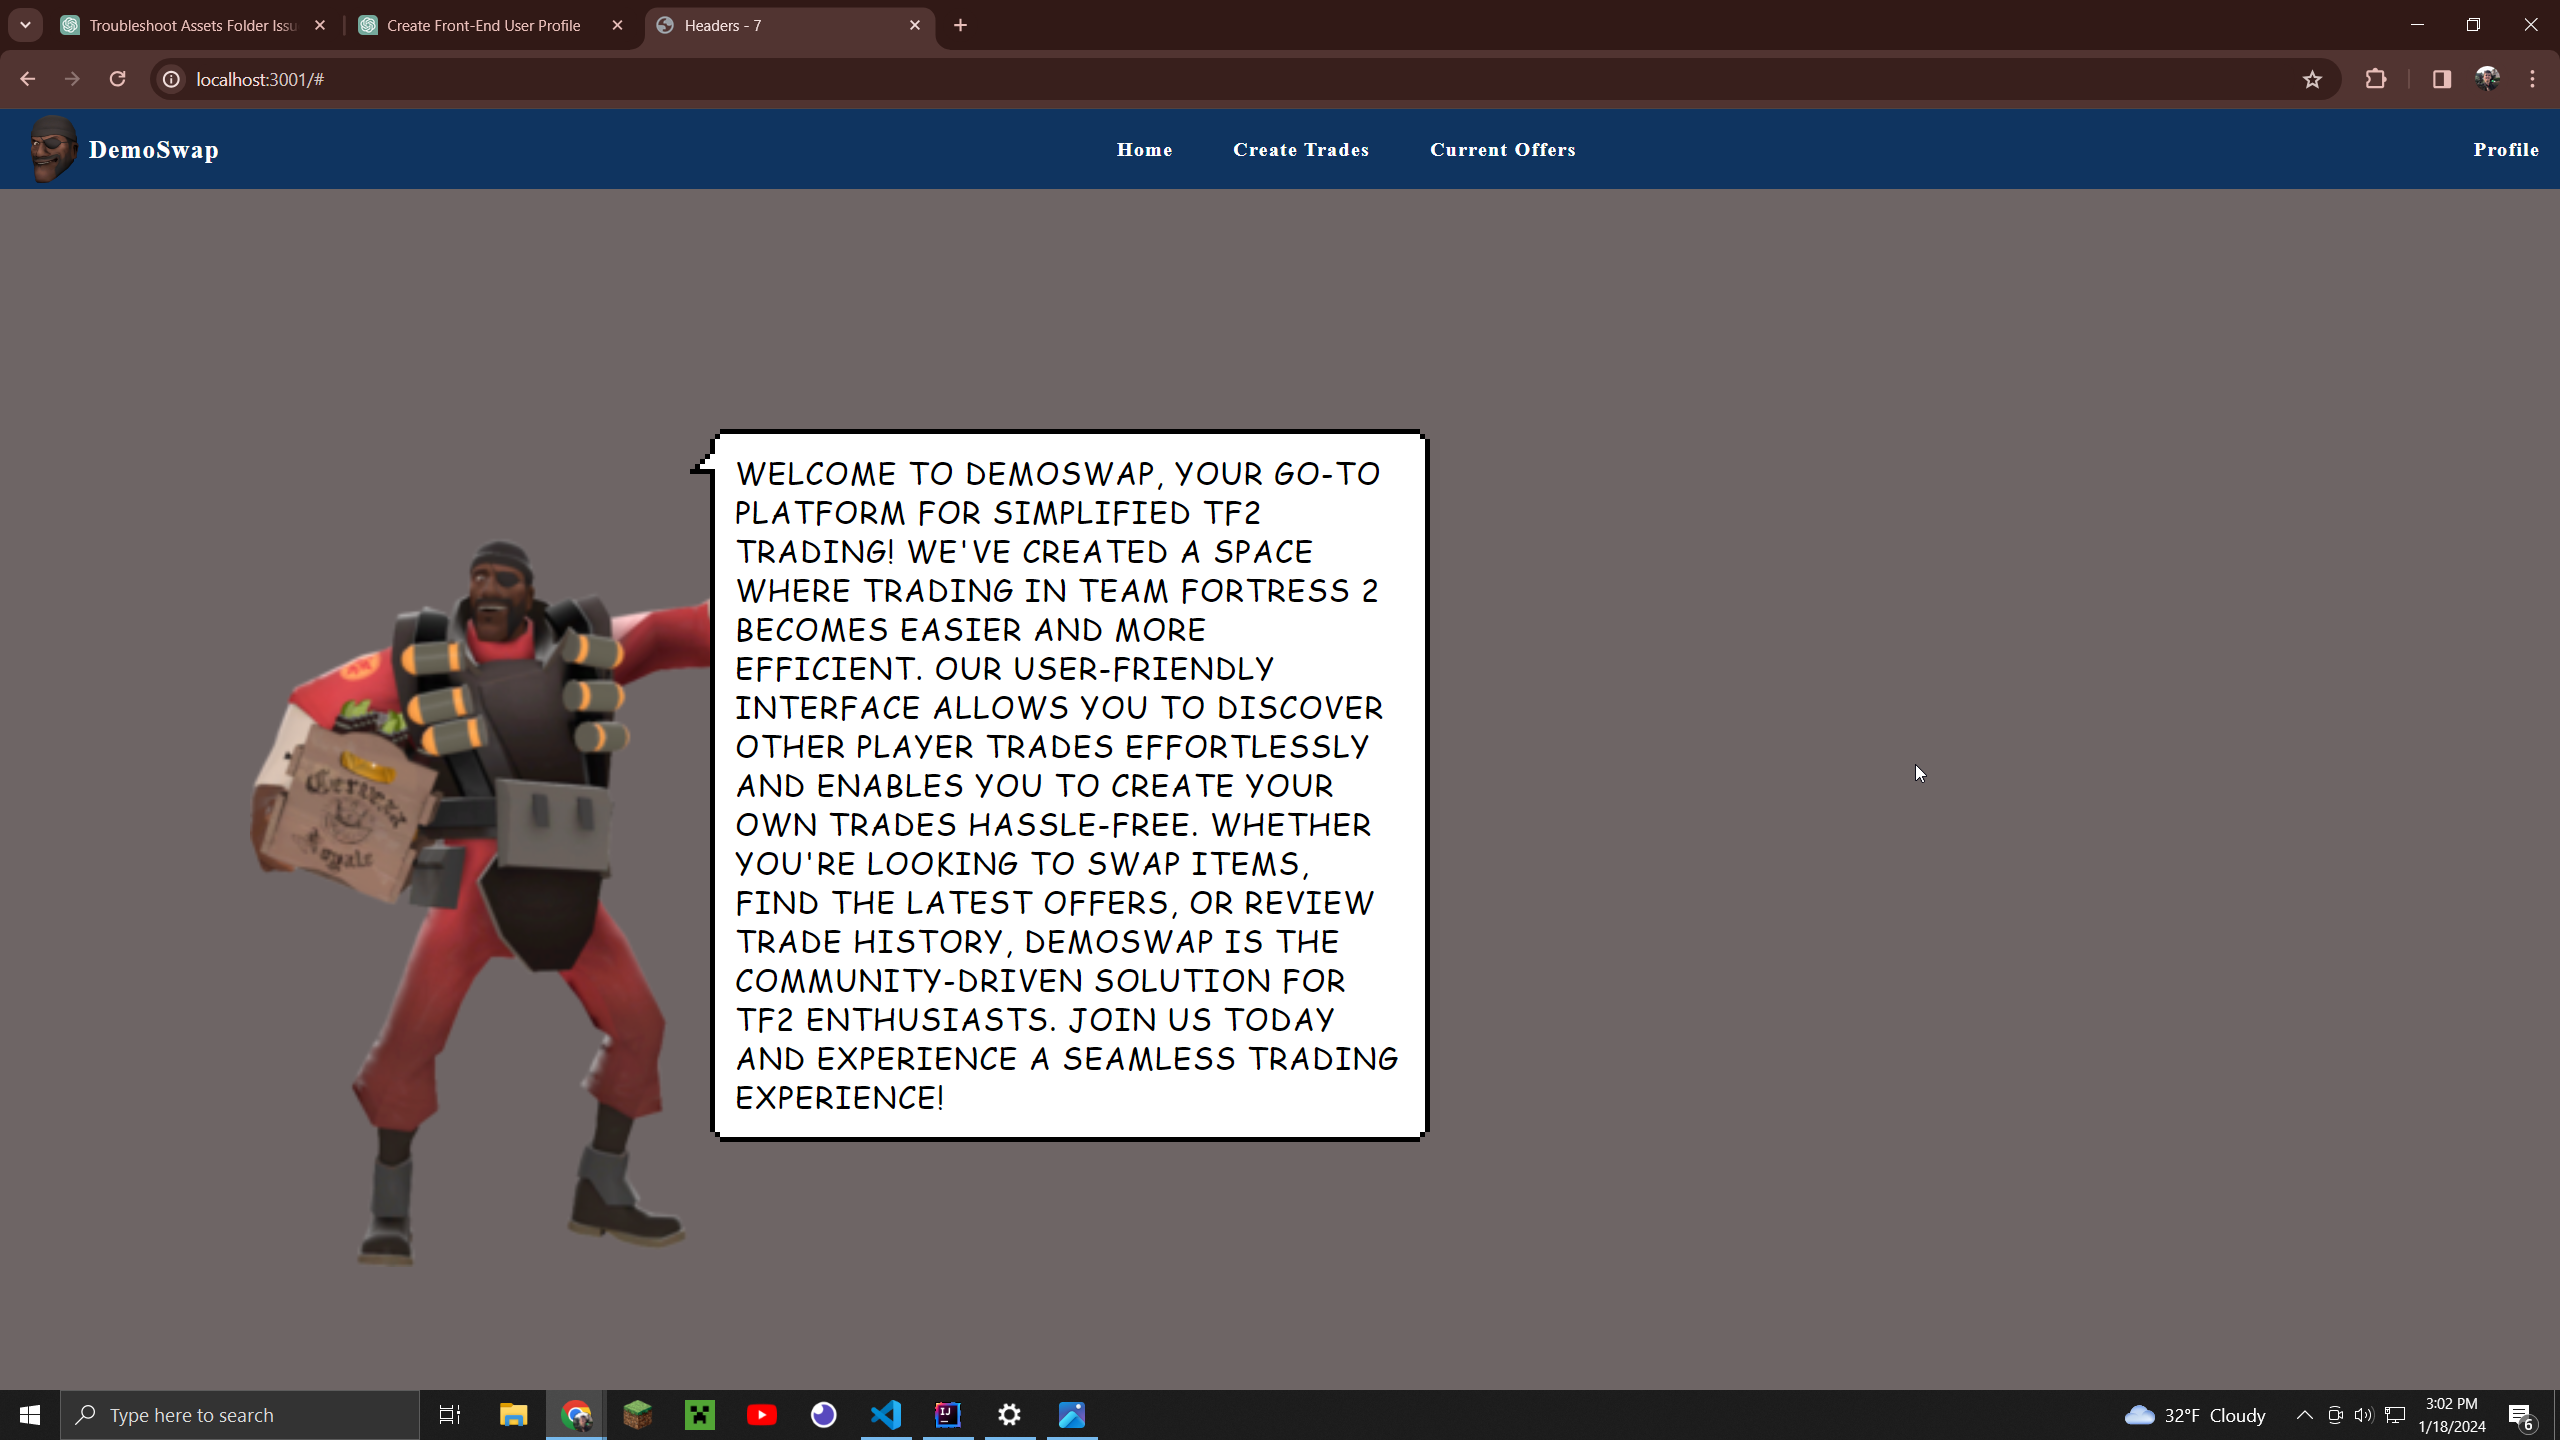 Troubleshoot Assets Folder Issu
Create Front-End User Profile
Headers - 7
localhost:3001/#
DemoSwap
Home
Create Trades
Current Offers
Profile
WELCOME TO DEMOSWAP, YOUR GO-TO
PLATFORM FOR SIMPLIFIED TF2
TRADING! WE'VE CREATED A SPACE
WHERE TRADING IN TEAM FORTRESS 2
BECOMES EASIER AND MORE
EFFICIENT. OUR USER-FRIENDLY
INTERFACE ALLOWS YOU TO DISCOVER
OTHER PLAYER TRADES EFFORTLESSLY
AND ENABLES YOU TO CREATE YOUR
OWN TRADES HASSLE-FREE. WHETHER
YOU'RE LOOKING TO SWAP ITEMS,
FIND THE LATEST OFFERS, OR REVIEW
TRADE HISTORY, DEMOSWAP IS THE
COMMUNITY-DRIVEN SOLUTION FOR
TF2 ENTHUSIASTS. JOIN US TODAY
AND EXPERIENCE A SEAMLESS TRADING
EXPERIENCE!
Type here to search
IJ
32°F Cloudy
3:02 PM
1/18/2024
6